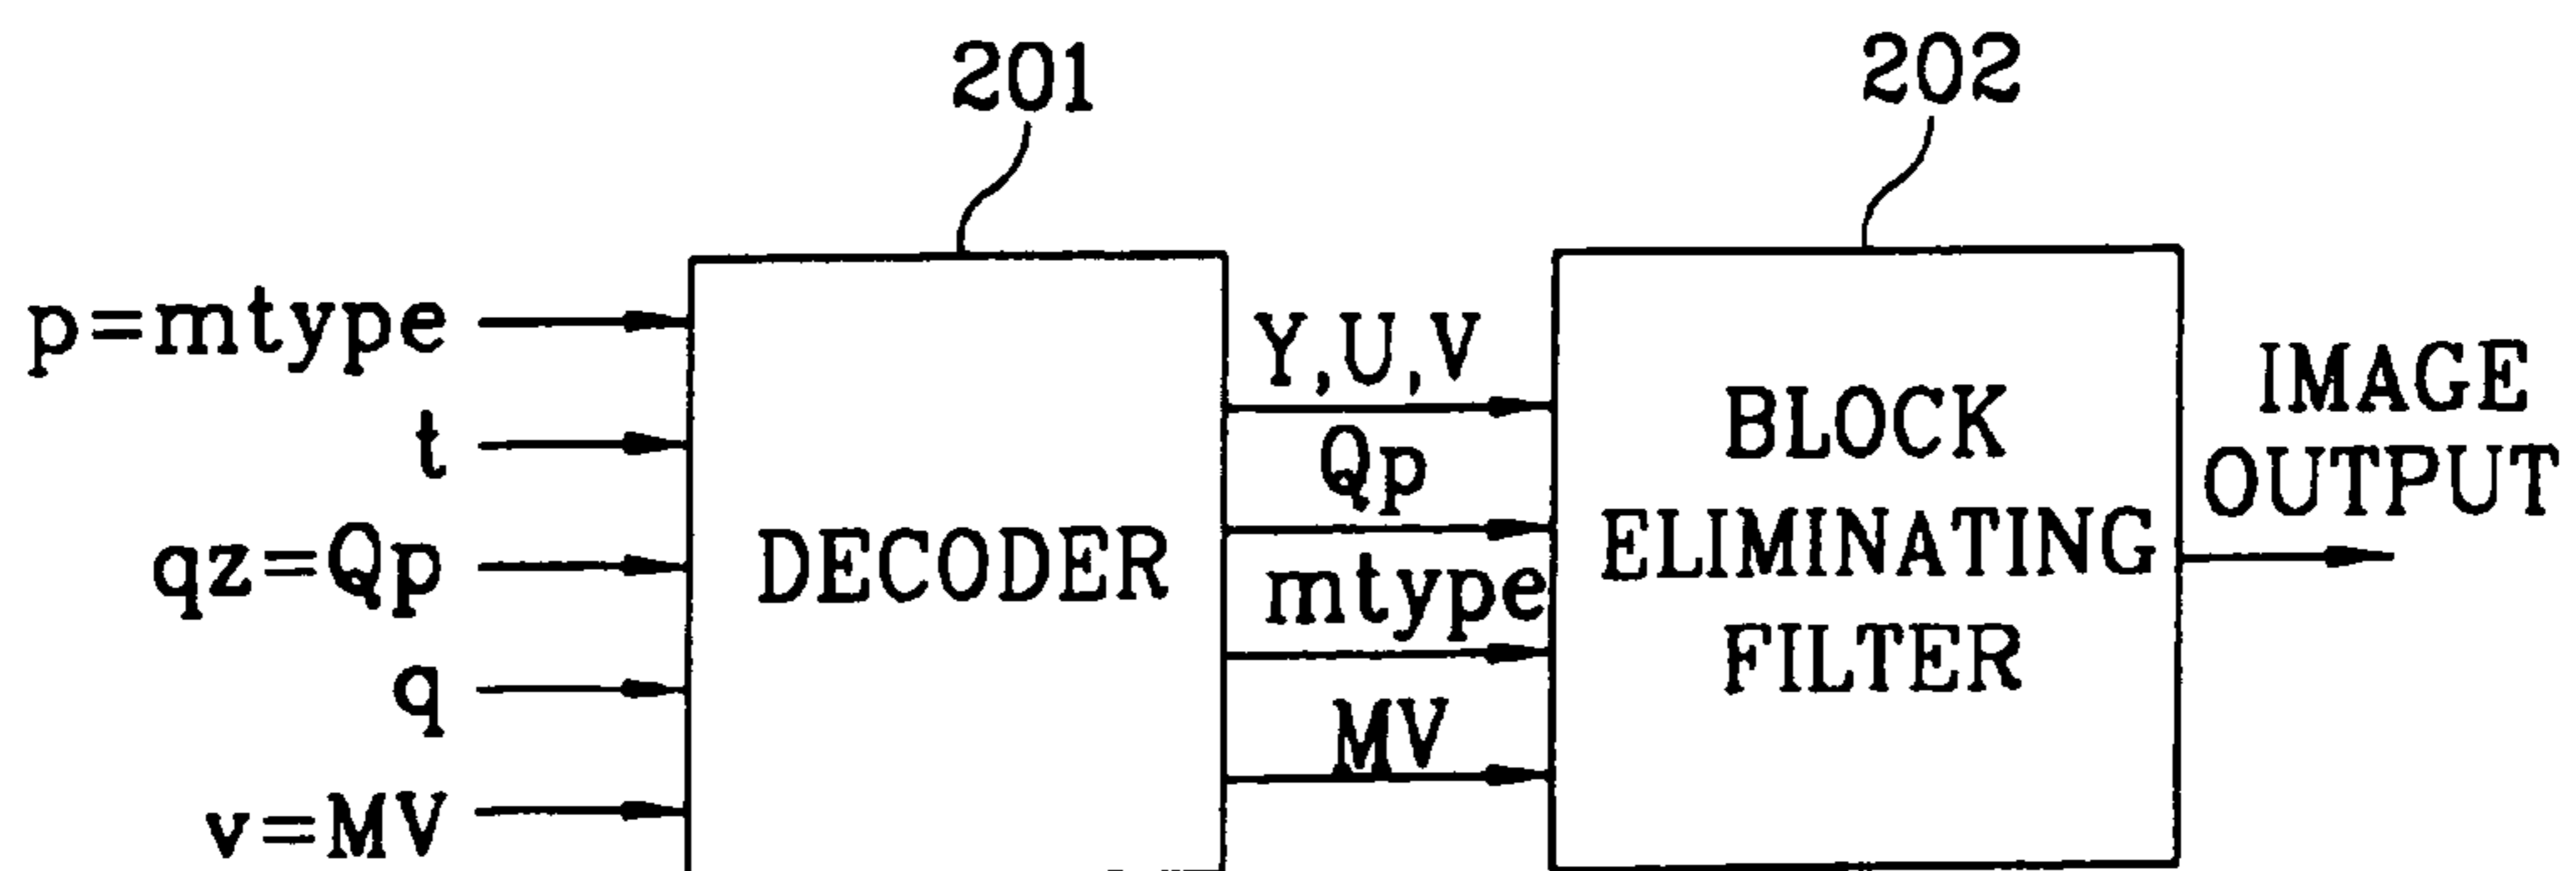 201
202
p=mtype
t
qz=Qp
q
v=MV
DECODER
Y,U,V
Qp
mtype
MV
BLOCK
ELIMINATING
FILTER
IMAGE
OUTPUT